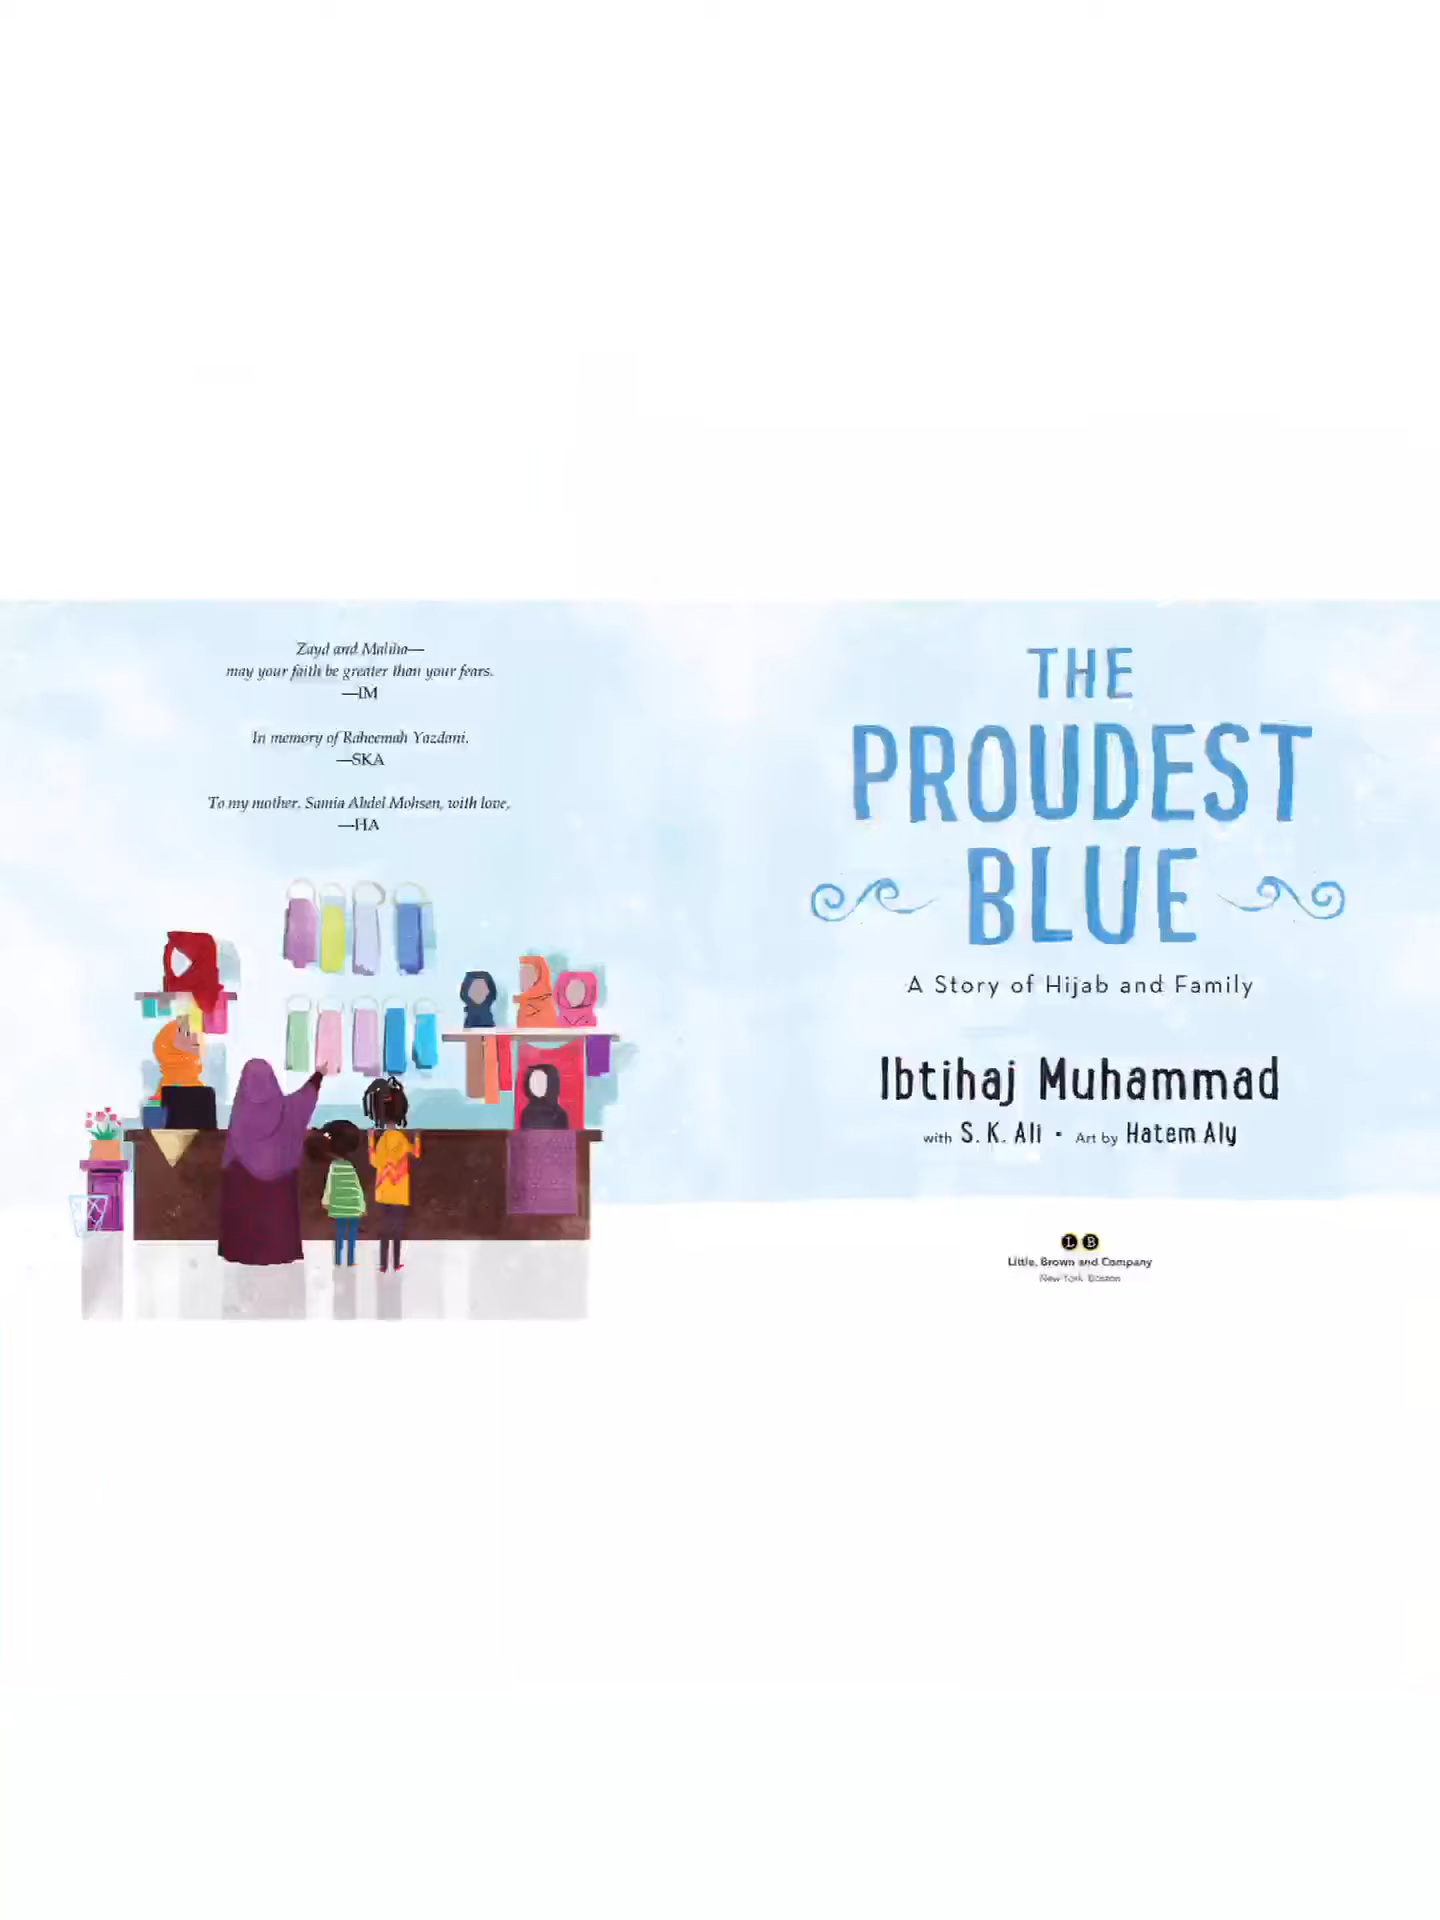 Zayd and Maliha—
may your faith be greater than your fears.
—IM
In memory of Raheemah Yazdani.
—SKA
To my mother, Samia Abdel Mohsen, with love,
—HA
THE
PROUDEST
BLUE
A Story of Hijab and Family
Ibtihaj Muhammad
with S. K. Ali · Art by Hatem Aly
L B
Little, Brown and Company
New York Boston